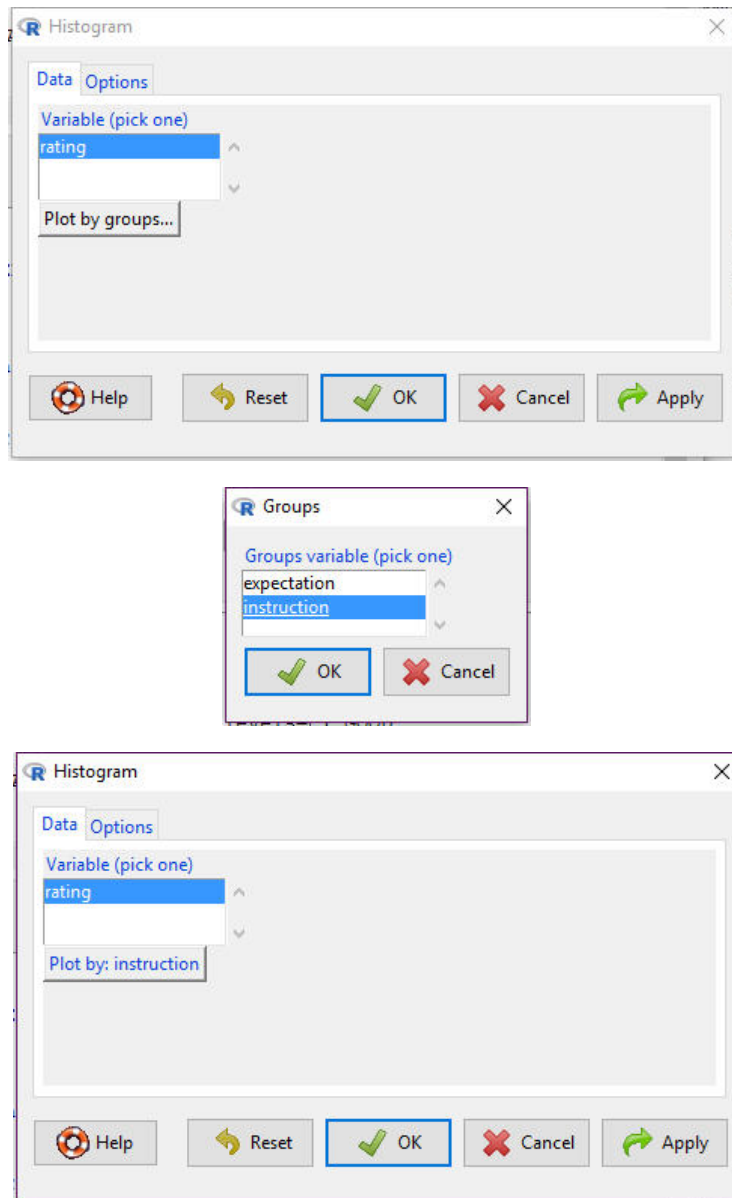 Histogram
Data Options
Variable (pick one)
rating
Plot by groups...
Help Reset OK Cancel Apply
Groups
Groups variable (pick one)
expectation
instruction
OK Cancel
Histogram
Data Options
Variable (pick one)
rating
Plot by: instruction
Help Reset OK Cancel Apply